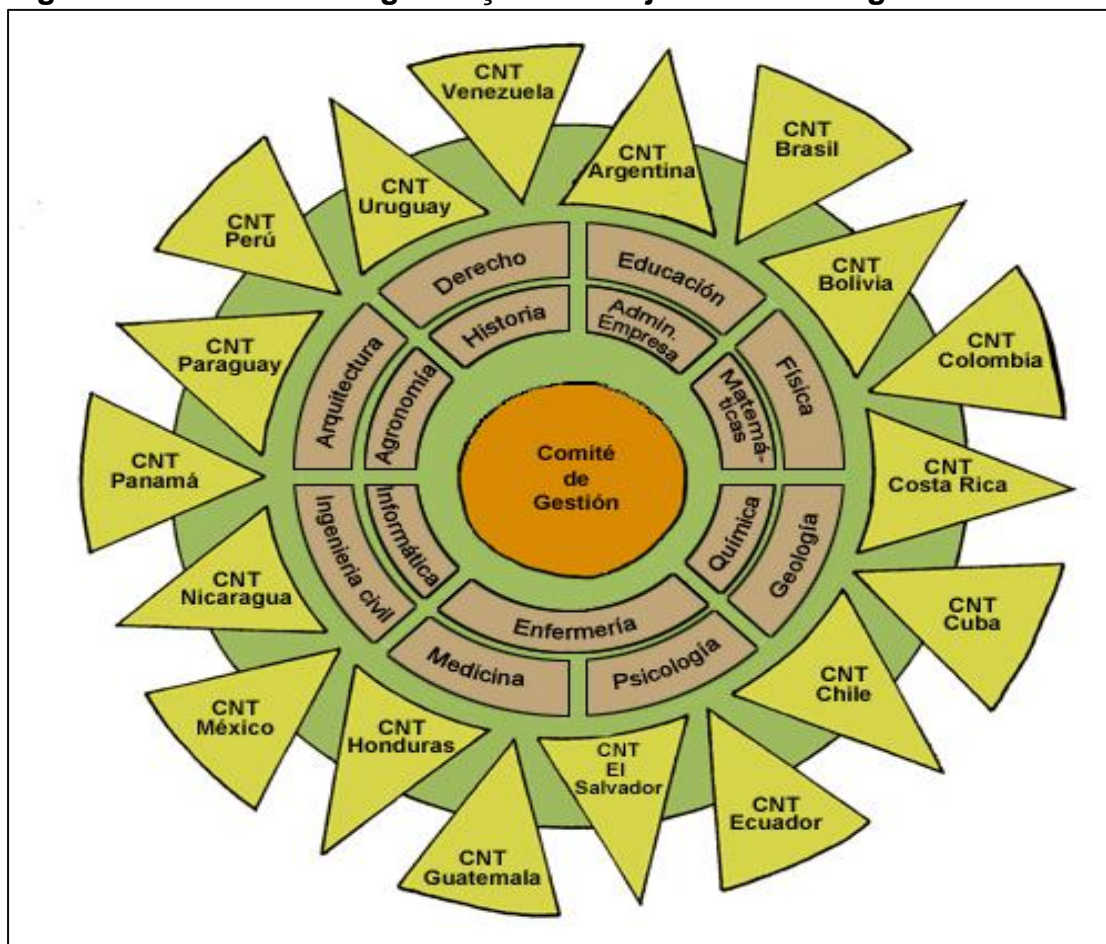 CNT
Venezuela
CNT
Argentina
CNT
Brasil
CNT
Uruguay
CNT
Perú
CNT
Bolivia
CNT
Paraguay
CNT
Colombia
CNT
Panamá
CNT
Costa Rica
CNT
Nicaragua
CNT
Cuba
CNT
México
CNT
Chile
CNT
Honduras
CNT
El
Salvador
CNT
Ecuador
CNT
Guatemala
Derecho
Educación
Historia
Admin.
Empresa
Arquitectura
Agronomía
Matemá-
ticas
Física
Comité
de
Gestión
Ingenieria civil
Informática
Química
Geología
Enfermería
Medicina
Psicología